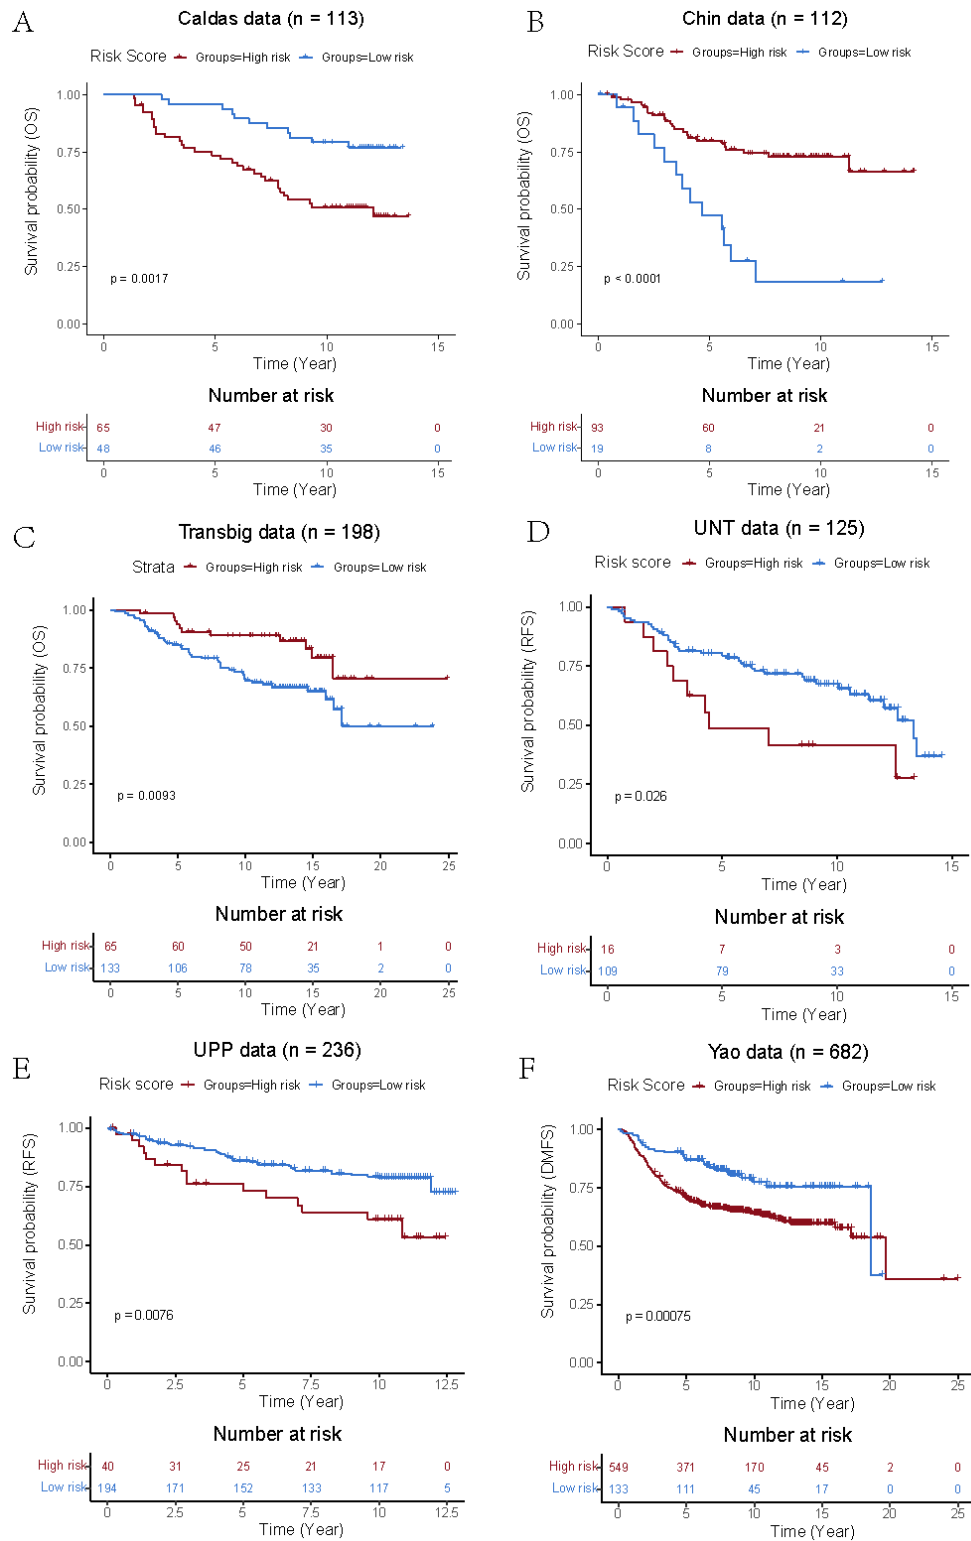 A
Caldas data (n = 113)
Risk Score Groups=High risk Groups=Low risk
Survival probability (OS)
1.00
0.75
0.50
0.25
0.00
p = 0.0017
0 5 10 15
Time (Year)
Number at risk
High risk 65 47 30 0
Low risk 48 46 35 0
0 5 10 15
Time (Year)
B
Chin data (n = 112)
Risk Score Groups=High risk Groups=Low risk
Survival probability (OS)
1.00
0.75
0.50
0.25
0.00
p < 0.0001
0 5 10 15
Time (Year)
Number at risk
High risk 93 60 21 0
Low risk 19 8 2 0
0 5 10 15
Time (Year)
C
Transbig data (n = 198)
Strata Groups=High risk Groups=Low risk
Survival probability (OS)
1.00
0.75
0.50
0.25
0.00
p = 0.0093
0 5 10 15 20 25
Time (Year)
Number at risk
High risk 65 60 50 21 1 0
Low risk 133 106 78 35 2 0
0 5 10 15 20 25
Time (Year)
D
UNT data (n = 125)
Risk score Groups=High risk Groups=Low risk
Survival probability (RFS)
1.00
0.75
0.50
0.25
0.00
p = 0.026
0 5 10 15
Time (Year)
Number at risk
High risk 16 7 3 0
Low risk 109 79 33 0
0 5 10 15
Time (Year)
E
UPP data (n = 236)
Risk score Groups=High risk Groups=Low risk
Survival probability (RFS)
1.00
0.75
0.50
0.25
0.00
p = 0.0076
0 2.5 5 7.5 10 12.5
Time (Year)
Number at risk
High risk 40 31 25 21 17 0
Low risk 194 171 152 133 117 5
0 2.5 5 7.5 10 12.5
Time (Year)
F
Yao data (n = 682)
Risk Score Groups=High risk Groups=Low risk
Survival probability (DMFS)
1.00
0.75
0.50
0.25
0.00
p = 0.00075
0 5 10 15 20 25
Time (Year)
Number at risk
High risk 549 371 170 45 2 0
Low risk 133 111 45 17 0 0
0 5 10 15 20 25
Time (Year)